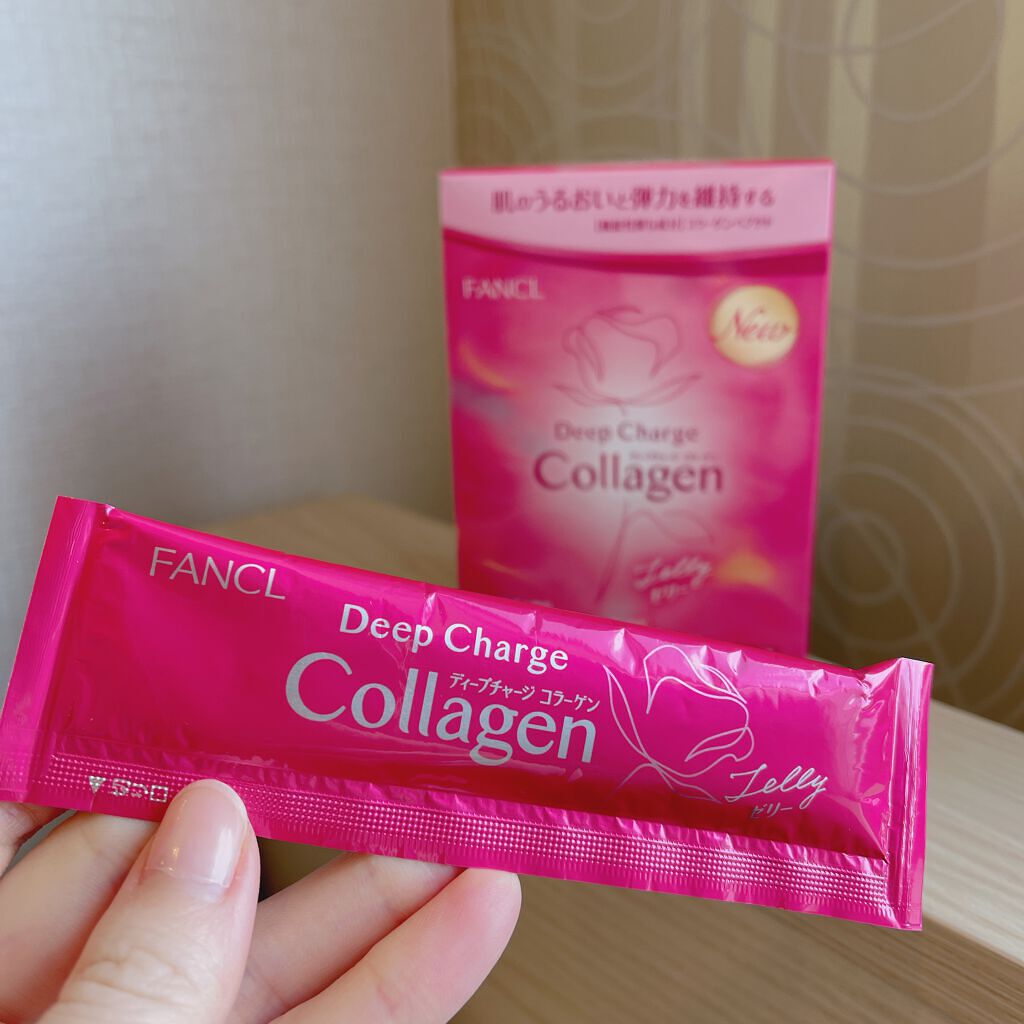 肌のうるおいと弾力を維持する
FANCL
New
Deep Charge
Collagen
Jelly
ゼリー
FANCL
Deep Charge
ディープチャージ コラーゲン
Collagen
Jelly
ゼリー